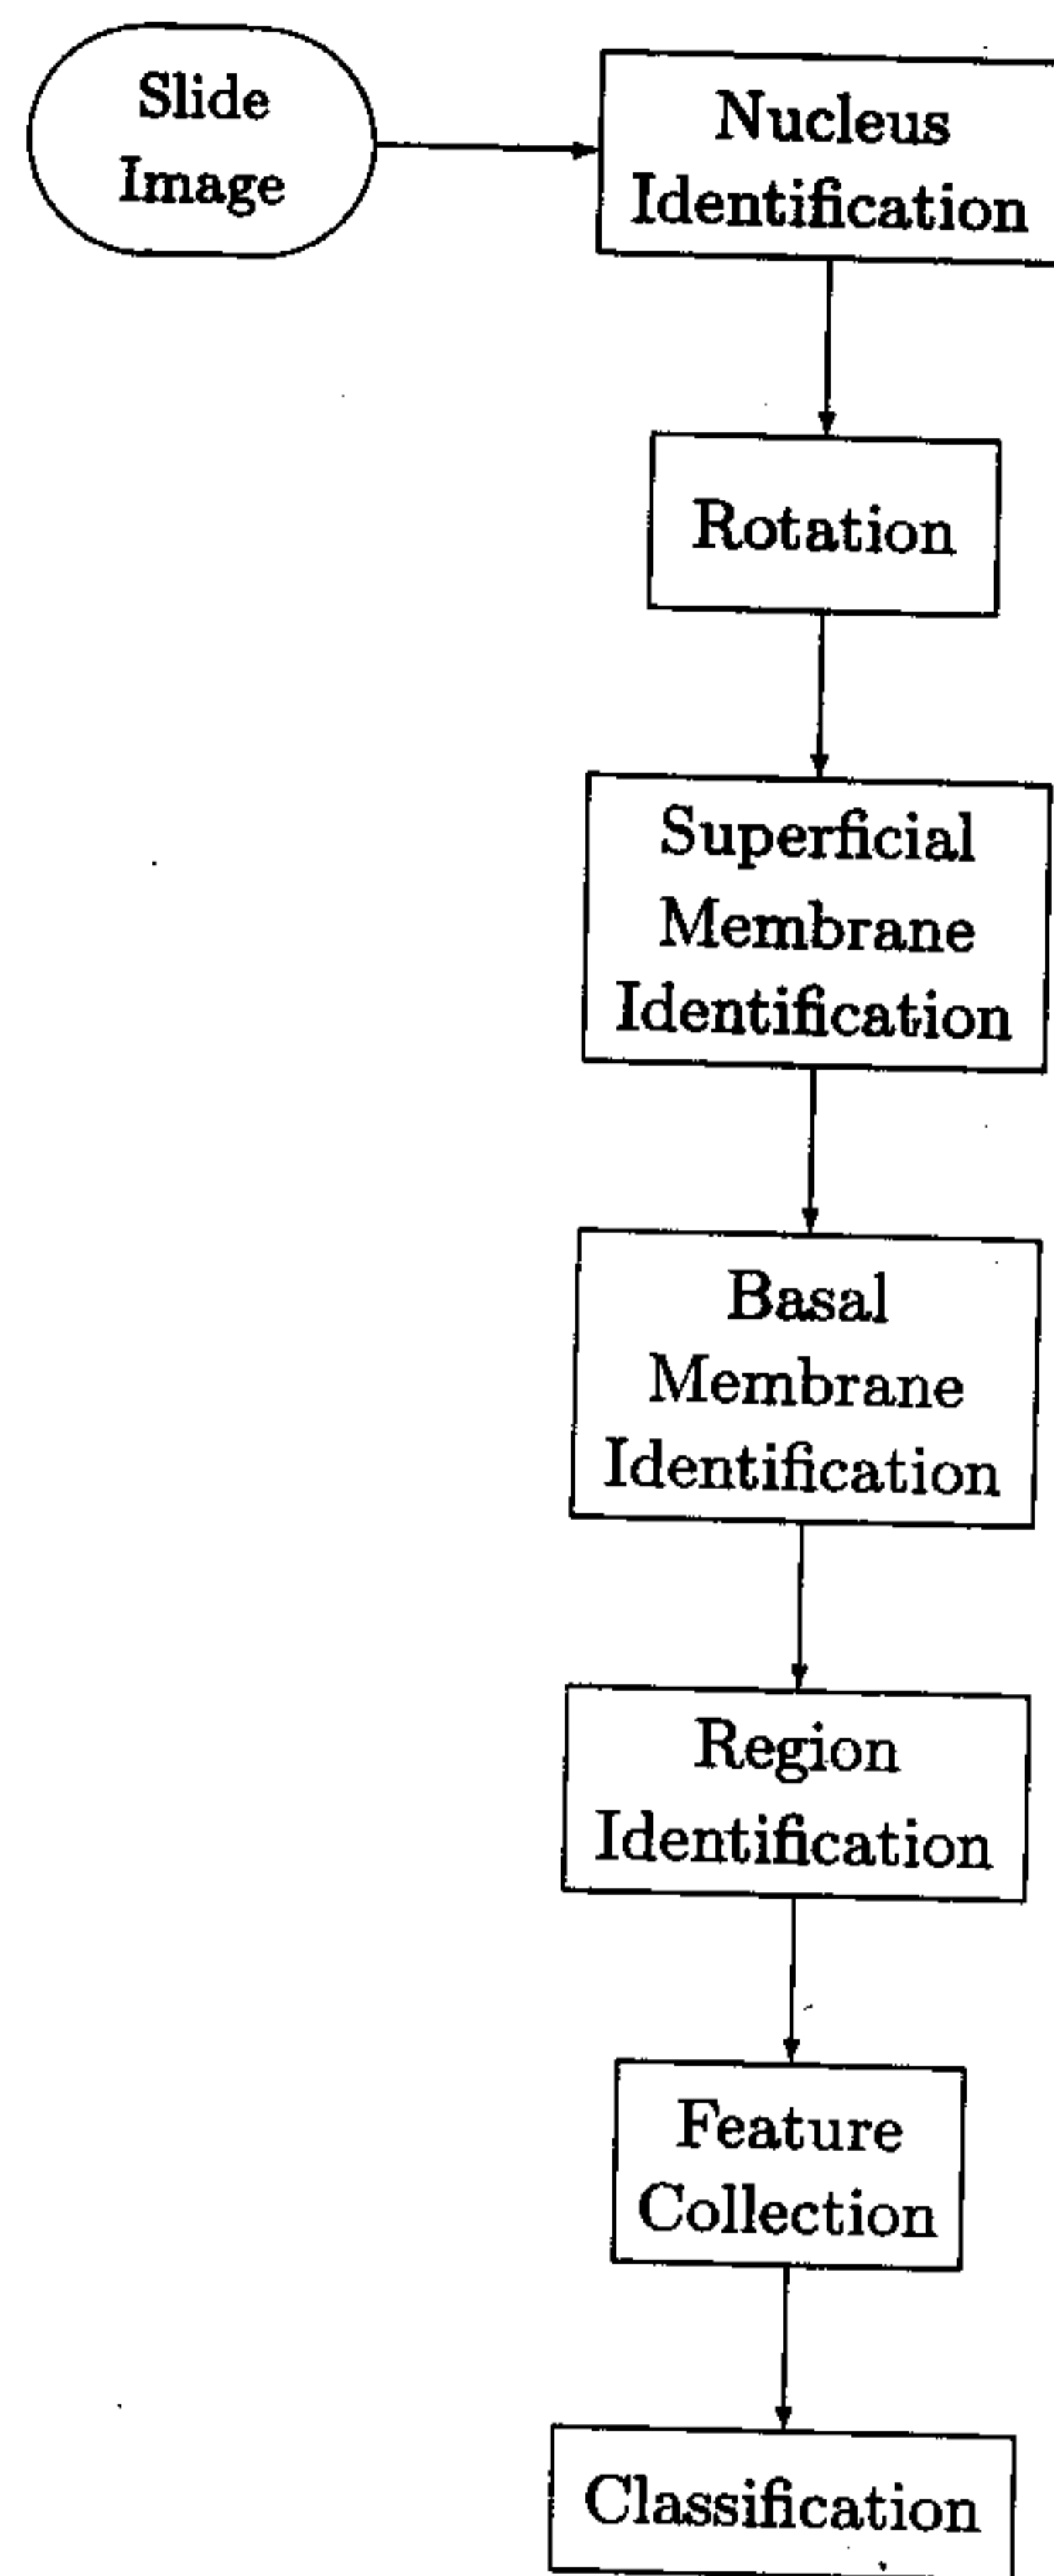 Slide
Image
Nucleus
Identification
Rotation
Superficial
Membrane
Identification
Basal
Membrane
Identification
Region
Identification
Feature
Collection
Classification